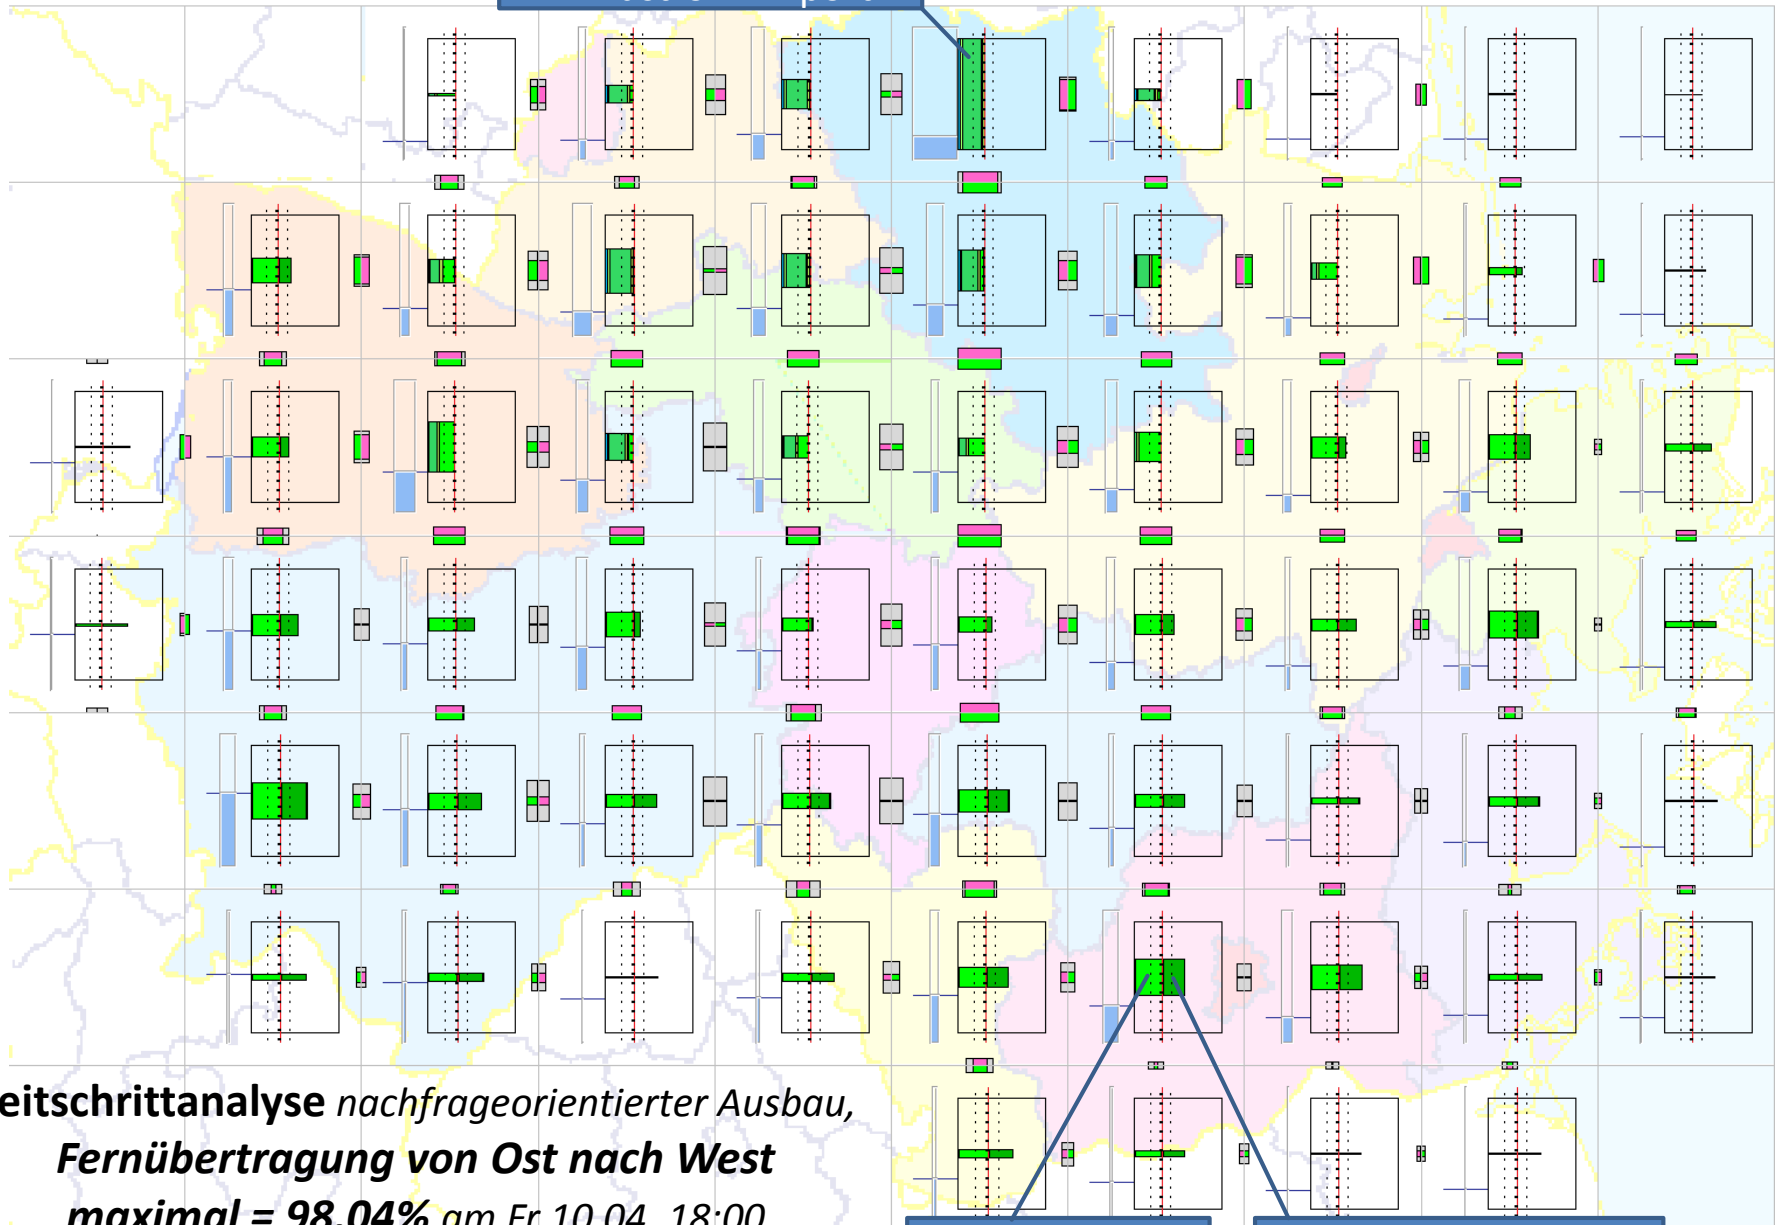 eitschrittanalyse nachfrageorientierter Ausbau,
Fernübertragung von Ost nach West
maximal = 98.04% am Fr 10.04. 18:00